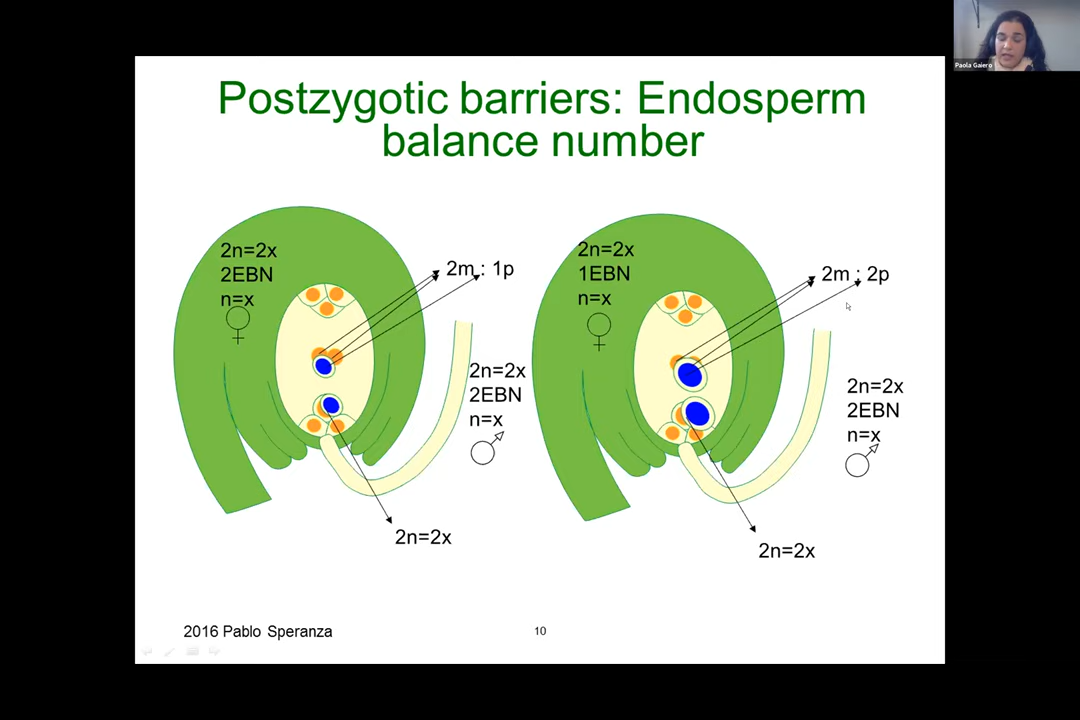 Paola Gaiero
Postzygotic barriers: Endosperm
balance number
2n=2x
2EBN
n=x
2m : 1p
2n=2x
2EBN
n=x
2n=2x
2n=2x
1EBN
n=x
2m : 2p
2n=2x
2EBN
n=x
2n=2x
2016 Pablo Speranza
10